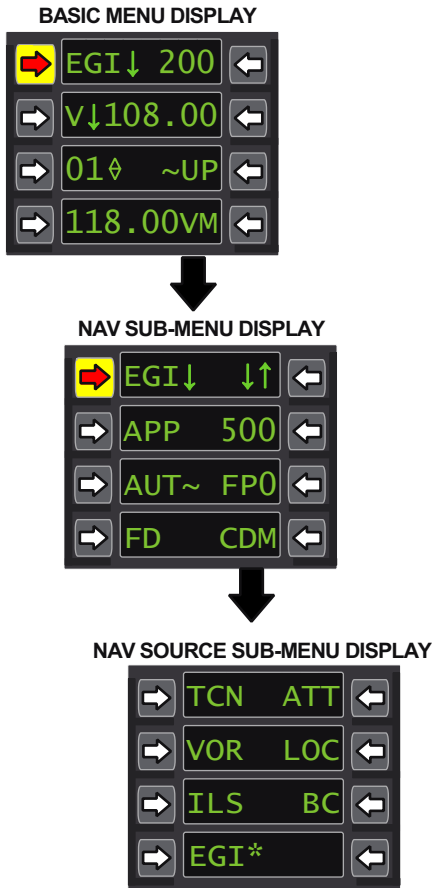 BASIC MENU DISPLAY
EGI↓ 200
V↓108.00
01⬨ ~UP
118.00VM
NAV SUB-MENU DISPLAY
EGI↓ ↓↑
APP 500
AUT~ FP0
FD CDM
NAV SOURCE SUB-MENU DISPLAY
TCN ATT
VOR LOC
ILS BC
EGI*